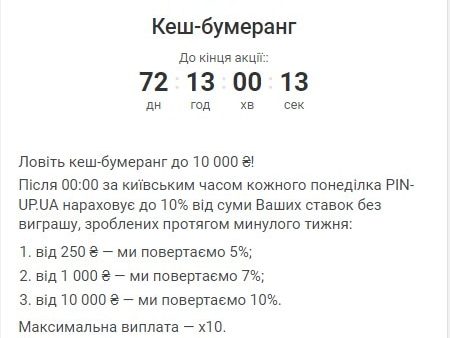 Кеш-бумеранг
До кінця акції::
72 : 13 : 00 : 13
дн год хв сек
Ловіть кеш-бумеранг до 10 000 ₴!
Після 00:00 за київським часом кожного понеділка PIN-
UP.UA нараховує до 10% від суми Ваших ставок без
виграшу, зроблених протягом минулого тижня:
1. від 250 ₴ — ми повертаємо 5%;
2. від 1 000 ₴ — ми повертаємо 7%;
3. від 10 000 ₴ — ми повертаємо 10%.
Максимальна виплата — x10.